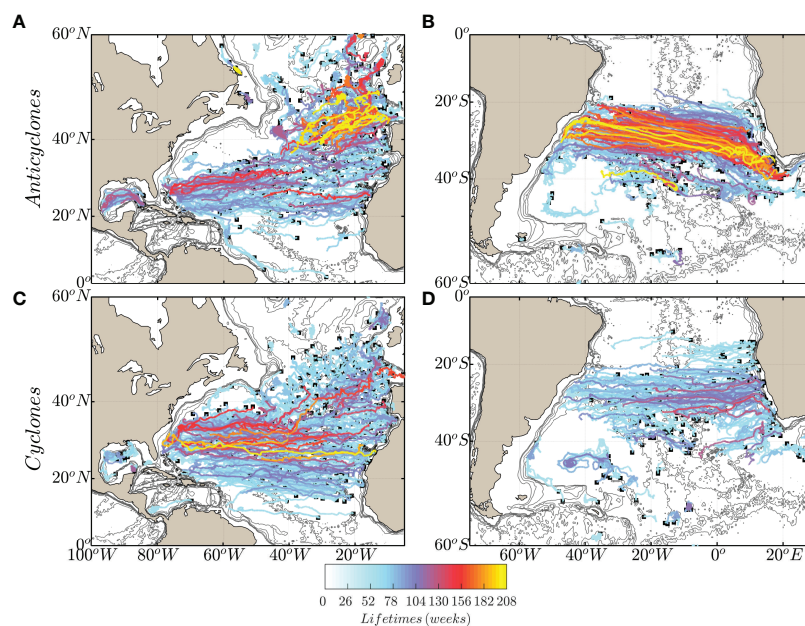 A
B
60°N
40°N
20°N
0°
Anticyclones
0°
20°S
40°S
60°S
C
D
60°N
40°N
20°N
0°
Cyclones
0°
20°S
40°S
60°S
100°W 80°W 60°W 40°W 20°W
60°W 40°W 20°W 0° 20°E
0 26 52 78 104 130 156 182 208
Lifetimes (weeks)